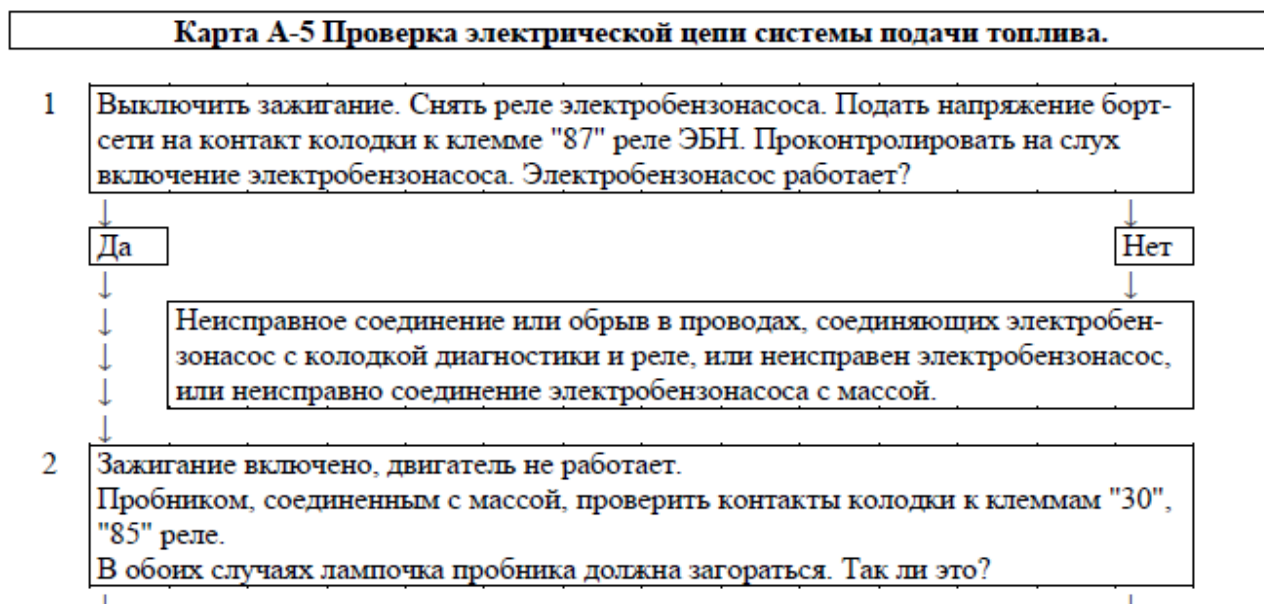 Карта А-5 Проверка электрической цепи системы подачи топлива.
1 Выключить зажигание. Снять реле электробензонасоса. Подать напряжение борт-
сети на контакт колодки к клемме "87" реле ЭБН. Проконтролировать на слух
включение электробензонасоса. Электробензонасос работает?
↓ ↓
Да Нет
↓ ↓
↓ Неисправное соединение или обрыв в проводах, соединяющих электробен-
↓ зонасос с колодкой диагностики и реле, или неисправен электробензонасос,
↓ или неисправно соединение электробензонасоса с массой.
↓
2 Зажигание включено, двигатель не работает.
Пробником, соединенным с массой, проверить контакты колодки к клеммам "30",
"85" реле.
В обоих случаях лампочка пробника должна загораться. Так ли это?